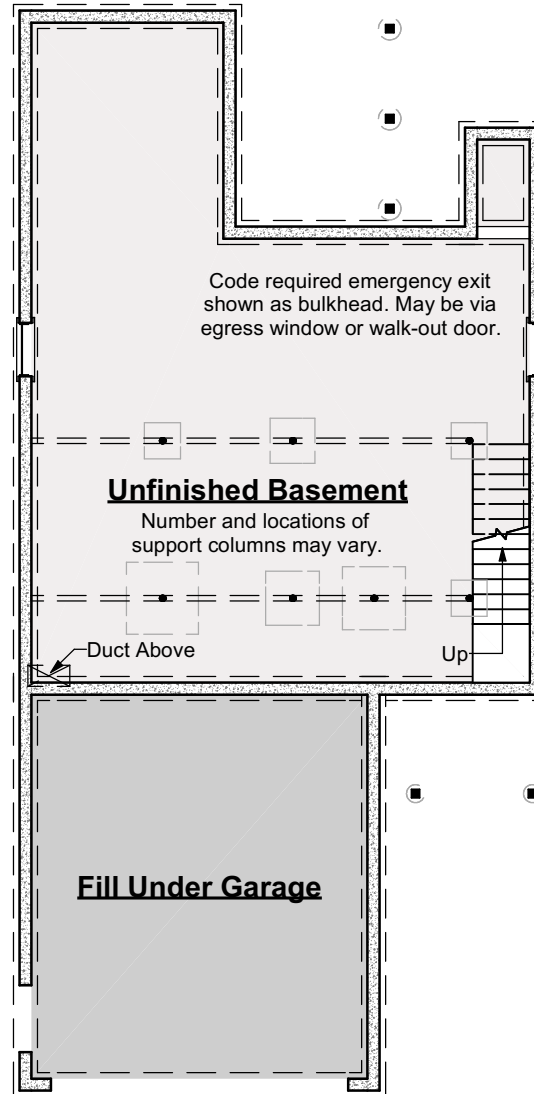 Code required emergency exit
shown as bulkhead. May be via
egress window or walk-out door.
Unfinished Basement
Number and locations of
support columns may vary.
Duct Above
Up
Fill Under Garage